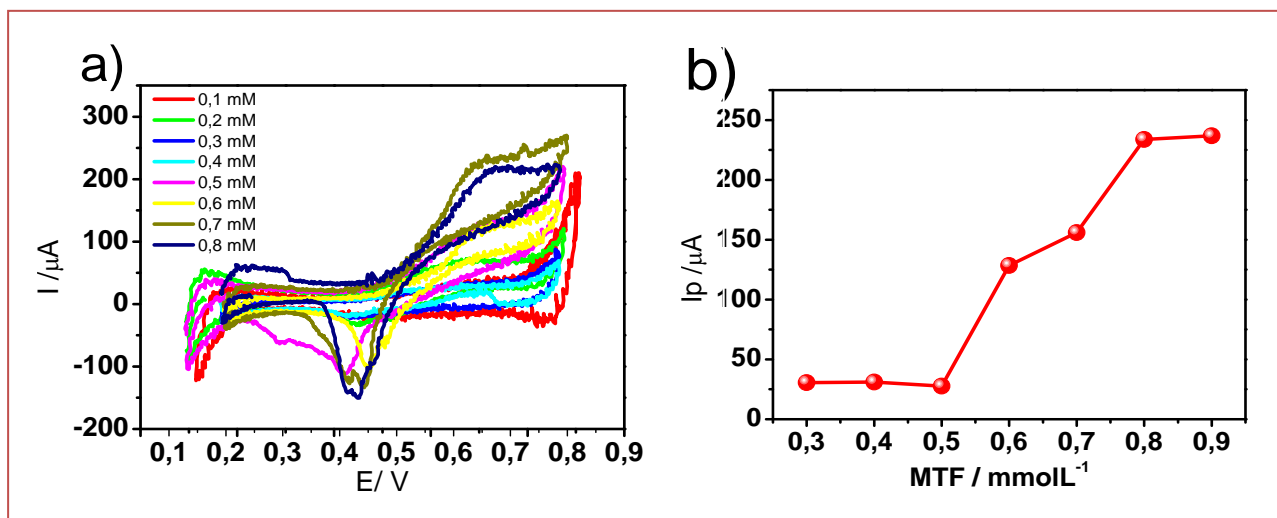 a)
I /µA
300
200
100
0
-100
-200
0,1 mM
0,2 mM
0,3 mM
0,4 mM
0,5 mM
0,6 mM
0,7 mM
0,8 mM
0,1 0,2 0,3 0,4 0,5 0,6 0,7 0,8 0,9
E/ V
b)
Ip /µA
250
200
150
100
50
0
0,3 0,4 0,5 0,6 0,7 0,8 0,9
MTF / mmolL⁻¹